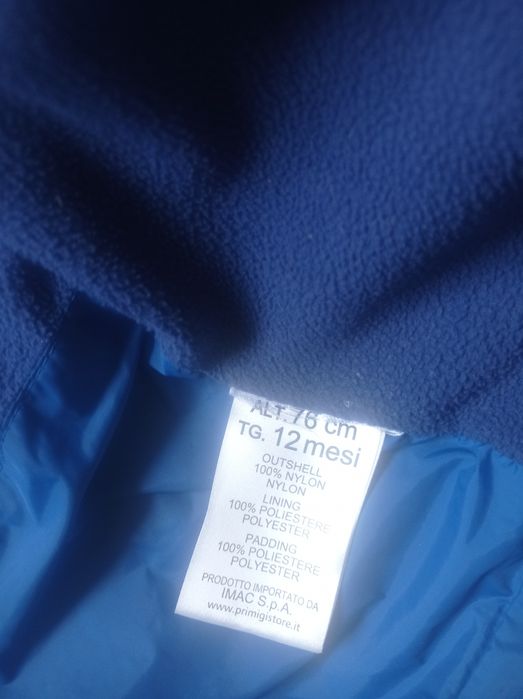 ALT. 76 cm
TG. 12 mesi
OUTSHELL
100% NYLON
NYLON
LINING
100% POLIESTERE
POLYESTER
PADDING
100% POLIESTERE
POLYESTER
PRODOTTO IMPORTATO DA
IMAC S.p.A.
www.primigistore.it